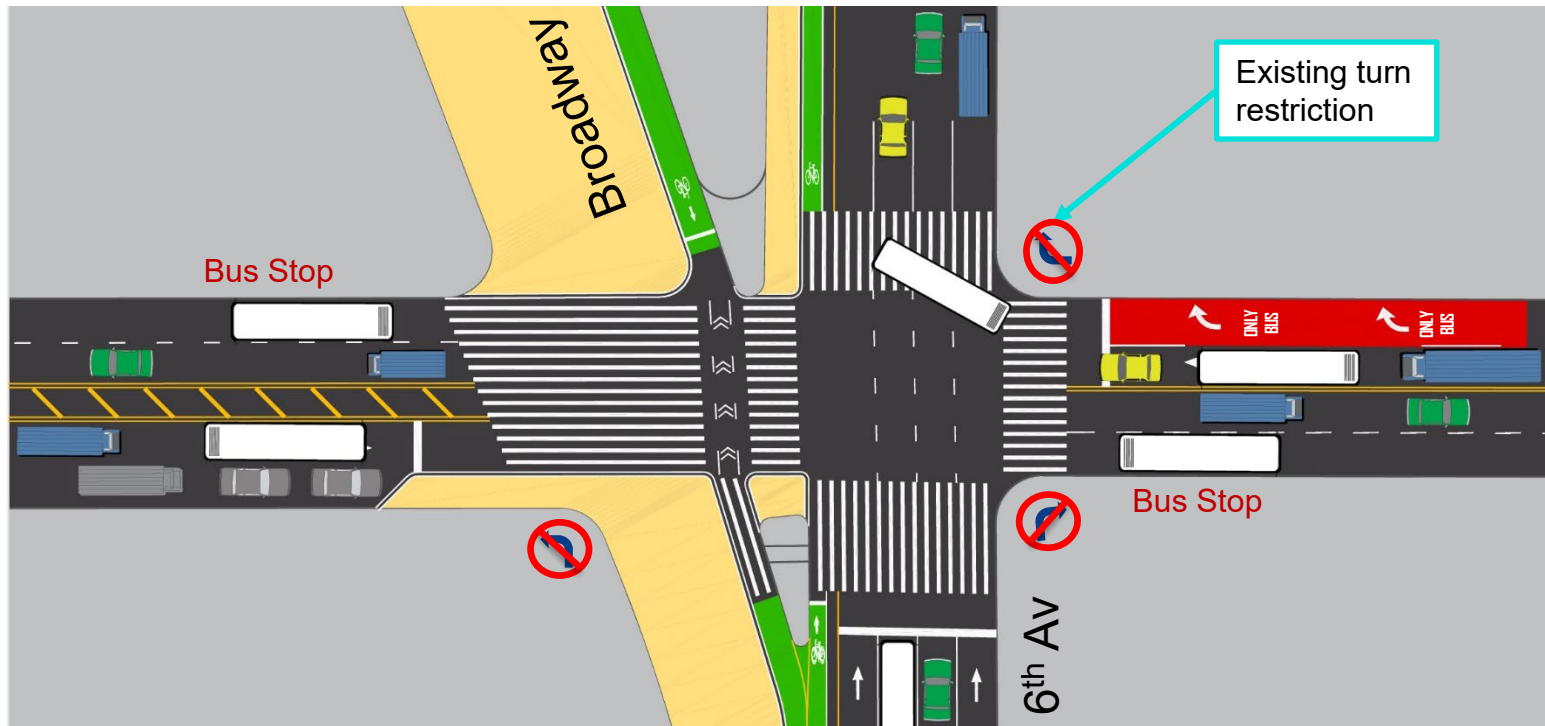 Broadway
Existing turn
restriction
Bus Stop
ONLY
BUS
ONLY
BUS
Bus Stop
6th Av